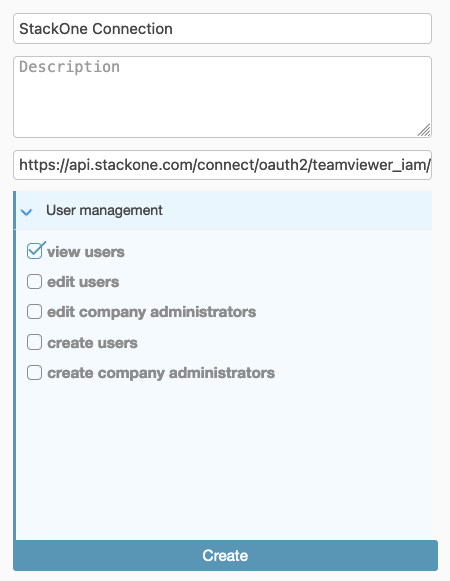 StackOne Connection
Description
https://api.stackone.com/connect/oauth2/teamviewer_iam/
User management
view users
edit users
edit company administrators
create users
create company administrators
Create